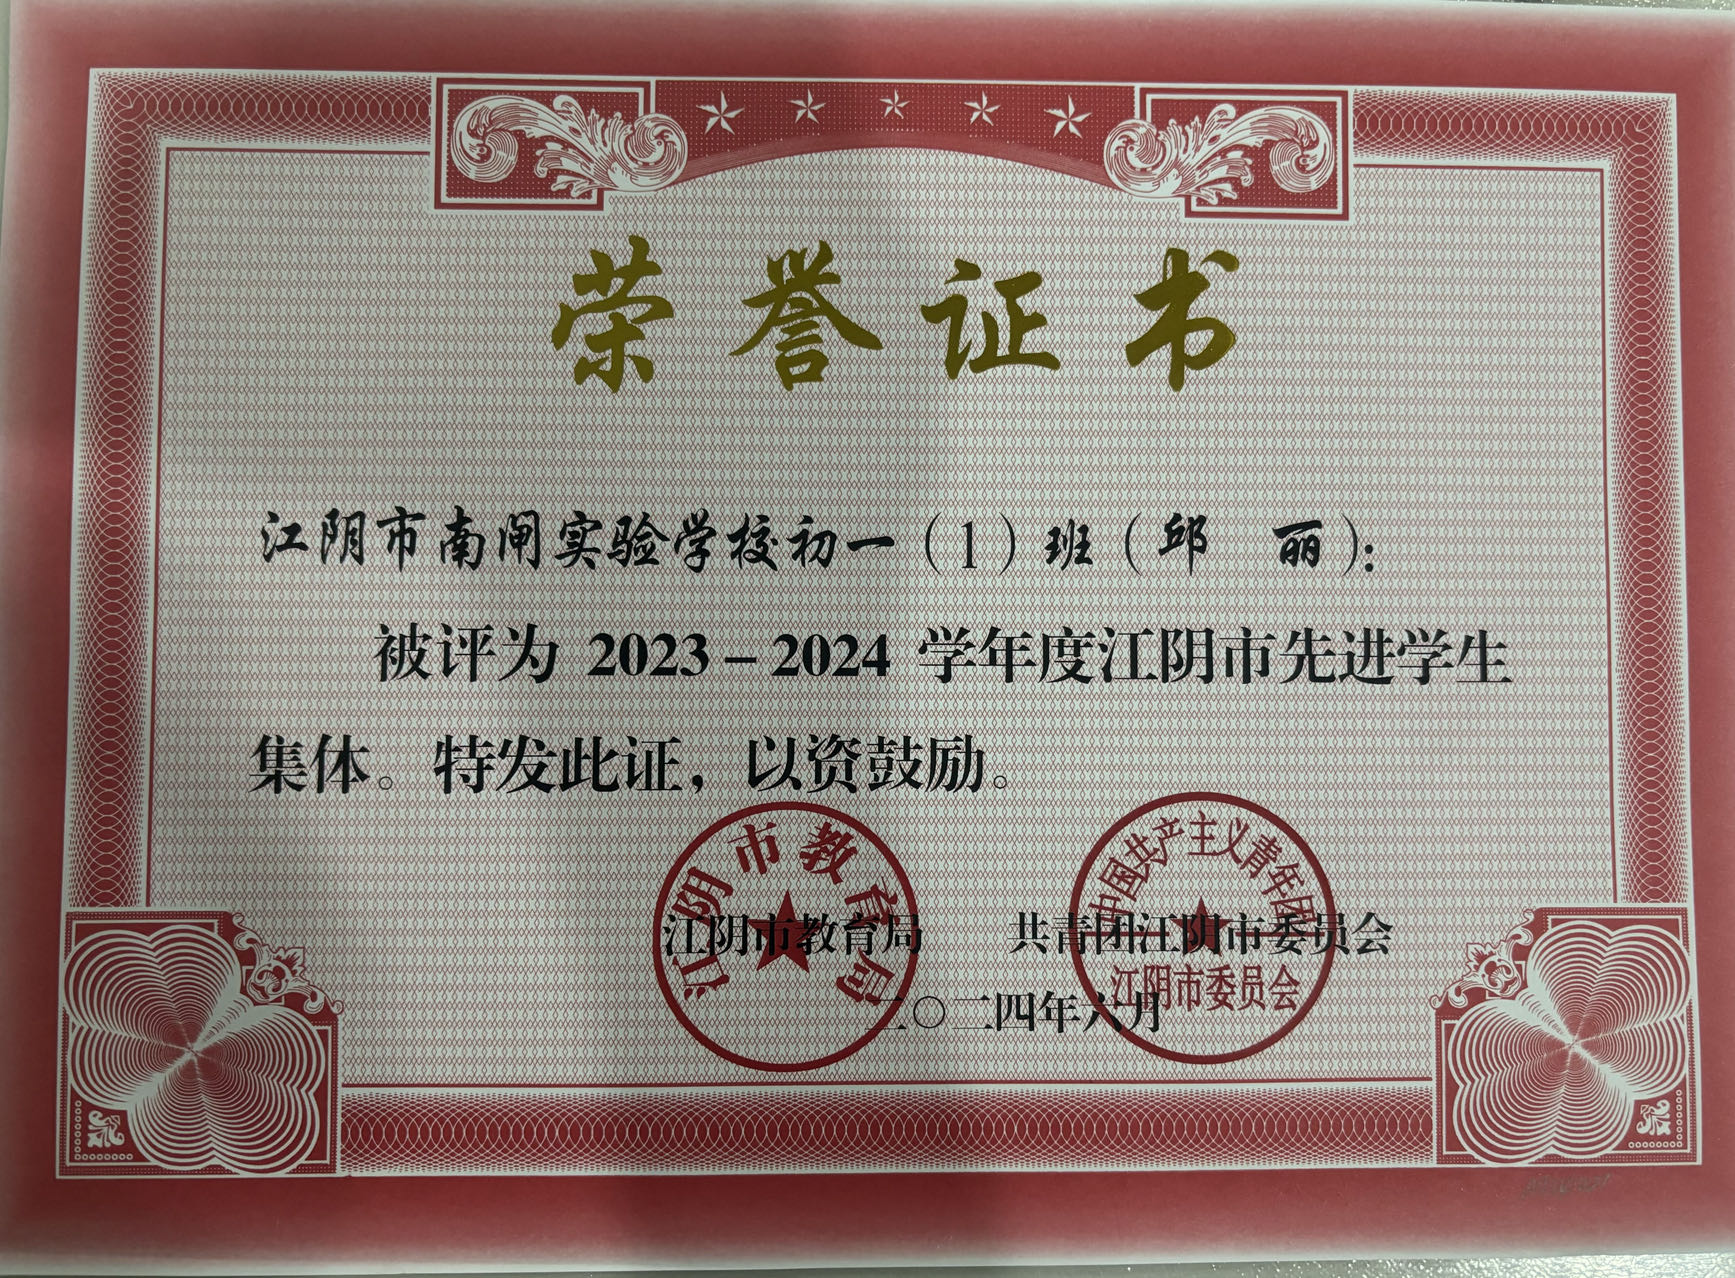 荣誉证书
江阴市南闸实验学校初一（1）班（邱 丽）：
被评为 2023－2024 学年度江阴市先进学生
集体。特发此证，以资鼓励。
江阴市教育局
中国共产主义青年团
江阴市教育局 共青团江阴市委员会
江阴市委员会
二〇二四年六月